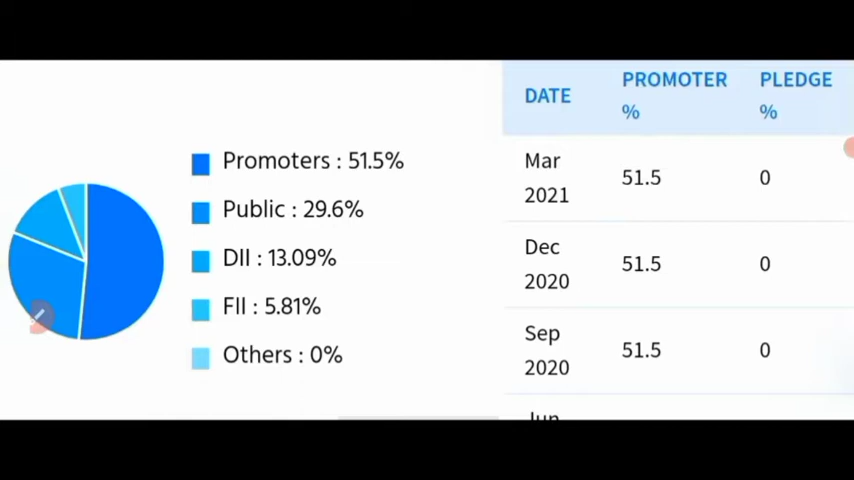 Promoters : 51.5%
Public : 29.6%
DII : 13.09%
FII : 5.81%
Others : 0%
DATE
PROMOTER
%
PLEDGE
%
Mar
2021
51.5
0
Dec
2020
51.5
0
Sep
2020
51.5
0
Jun